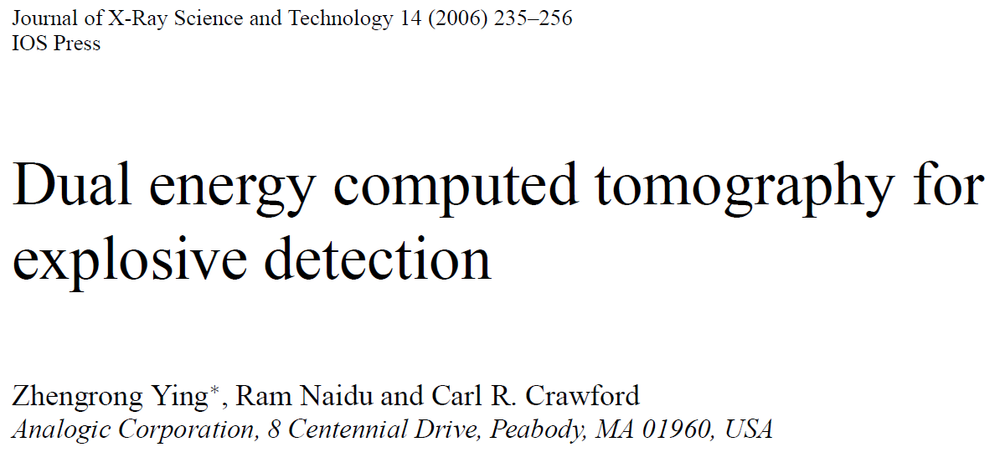 Journal of X-Ray Science and Technology 14 (2006) 235–256
IOS Press
Dual energy computed tomography for
explosive detection
Zhengrong Ying*, Ram Naidu and Carl R. Crawford
Analogic Corporation, 8 Centennial Drive, Peabody, MA 01960, USA